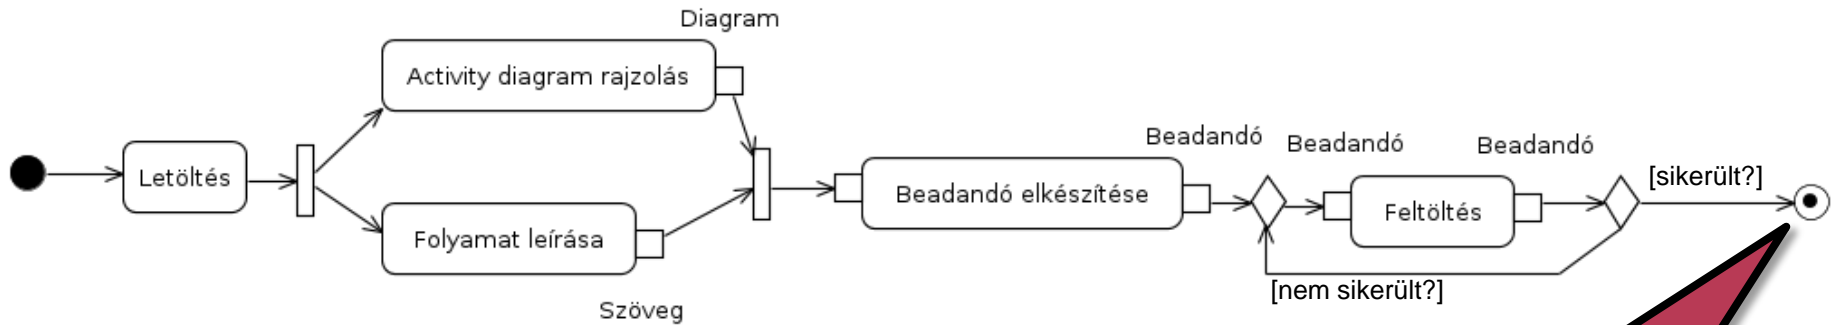 Diagram
Activity diagram rajzolás
Letöltés
Folyamat leírása
Szöveg
Beadandó elkészítése
Beadandó
Beadandó
Feltöltés
Beadandó
[sikerült?]
[nem sikerült?]